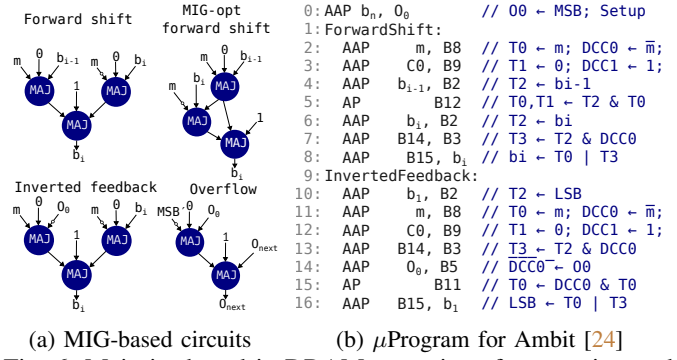 Forward shift
MIG-opt
forward shift
m 0 b_{i-1} m 0 b_i
MAJ MAJ
1
MAJ
b_i
m b_i 0 b_{i-1}
MAJ MAJ
1
MAJ
b_i
Inverted feedback
m 0 O_0 m 0 b_i
MAJ MAJ
1
MAJ
b_i
Overflow
MSB' 0 O_0
MAJ
1 O_next
MAJ
O_next
(a) MIG-based circuits
0: AAP b_n, O_0 // O0 ← MSB; Setup
1: ForwardShift:
2: AAP m, B8 // T0 ← m; DCC0 ← m̅;
3: AAP C0, B9 // T1 ← 0; DCC1 ← 1;
4: AAP b_{i-1}, B2 // T2 ← bi-1
5: AP B12 // T0,T1 ← T2 & T0
6: AAP b_i, B2 // T2 ← bi
7: AAP B14, B3 // T3 ← T2 & DCC0
8: AAP B15, b_i // bi ← T0 | T3
9: InvertedFeedback:
10: AAP b_1, B2 // T2 ← LSB
11: AAP m, B8 // T0 ← m; DCC0 ← m̅;
12: AAP C0, B9 // T1 ← 0; DCC1 ← 1;
13: AAP B14, B3 // T3 ← T2 & DCC0
14: AAP O_0, B5 // D̅C̅C̅0̅ ← O0
15: AP B11 // T0 ← DCC0 & T0
16: AAP B15, b_1 // LSB ← T0 | T3
(b) μProgram for Ambit [24]